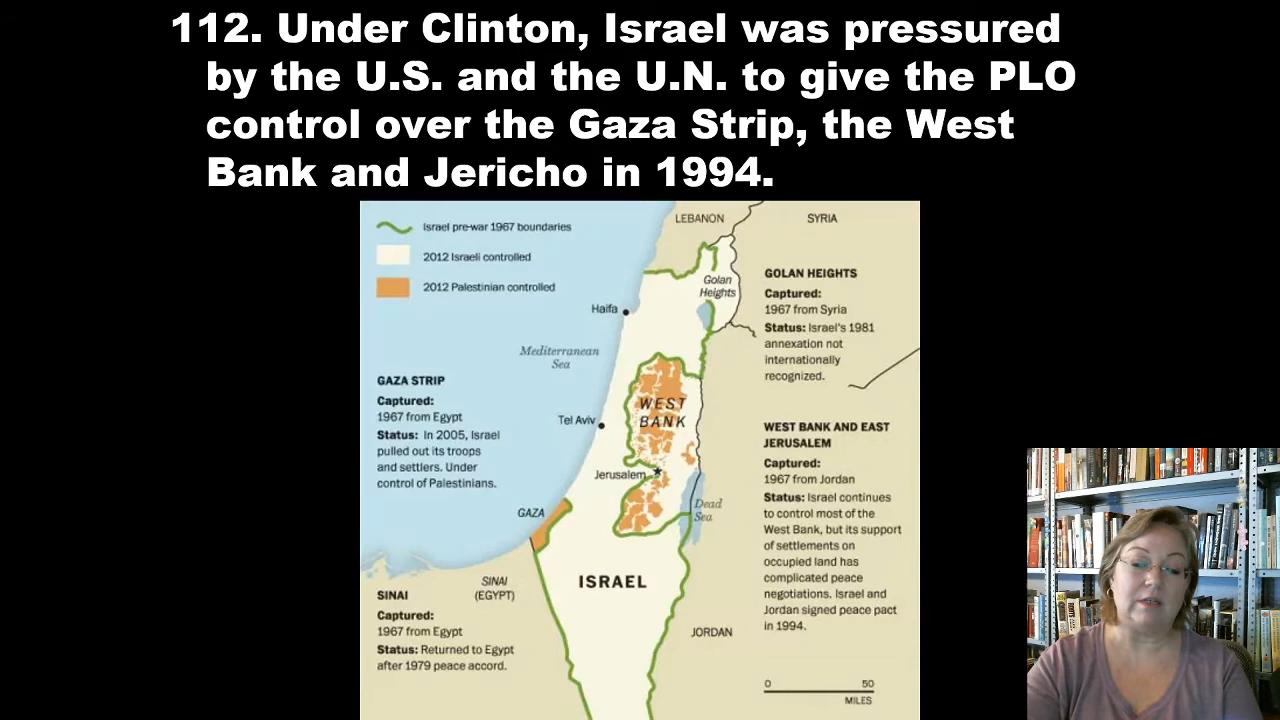 112. Under Clinton, Israel was pressured
by the U.S. and the U.N. to give the PLO
control over the Gaza Strip, the West
Bank and Jericho in 1994.
Israel pre-war 1967 boundaries
2012 Israeli controlled
2012 Palestinian controlled
LEBANON
SYRIA
Golan
Heights
Haifa
Mediterranean
Sea
GOLAN HEIGHTS
Captured:
1967 from Syria
Status: Israel's 1981
annexation not
internationally
recognized.
GAZA STRIP
Captured:
1967 from Egypt
Status: In 2005, Israel
pulled out its troops
and settlers. Under
control of Palestinians.
WEST
BANK
Tel Aviv
Jerusalem
Dead
Sea
GAZA
WEST BANK AND EAST
JERUSALEM
Captured:
1967 from Jordan
Status: Israel continues
to control most of the
West Bank, but its support
of settlements on
occupied land has
complicated peace
negotiations. Israel and
Jordan signed peace pact
in 1994.
ISRAEL
SINAI
(EGYPT)
SINAI
Captured:
1967 from Egypt
Status: Returned to Egypt
after 1979 peace accord.
JORDAN
0 50
MILES